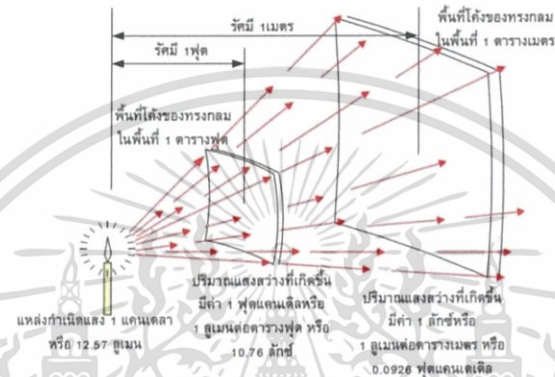 รัศมี 1เมตร
พื้นที่โค้งของทรงกลม
ในพื้นที่ 1 ตารางเมตร
รัศมี 1ฟุต
พื้นที่โค้งของทรงกลม
ในพื้นที่ 1 ตารางฟุต
แหล่งกำเนิดแสง 1 แคนเดลา
หรือ 12.57 ลูเมน
ปริมาณแสงสว่างที่เกิดขึ้น
มีค่า 1 ฟุตแคนเดิลหรือ
1 ลูเมนต่อตารางฟุต หรือ
10.76 ลักซ์
ปริมาณแสงสว่างที่เกิดขึ้น
มีค่า 1 ลักซ์หรือ
1 ลูเมนต่อตารางเมตร หรือ
0.0926 ฟุตแคนเดเดิล